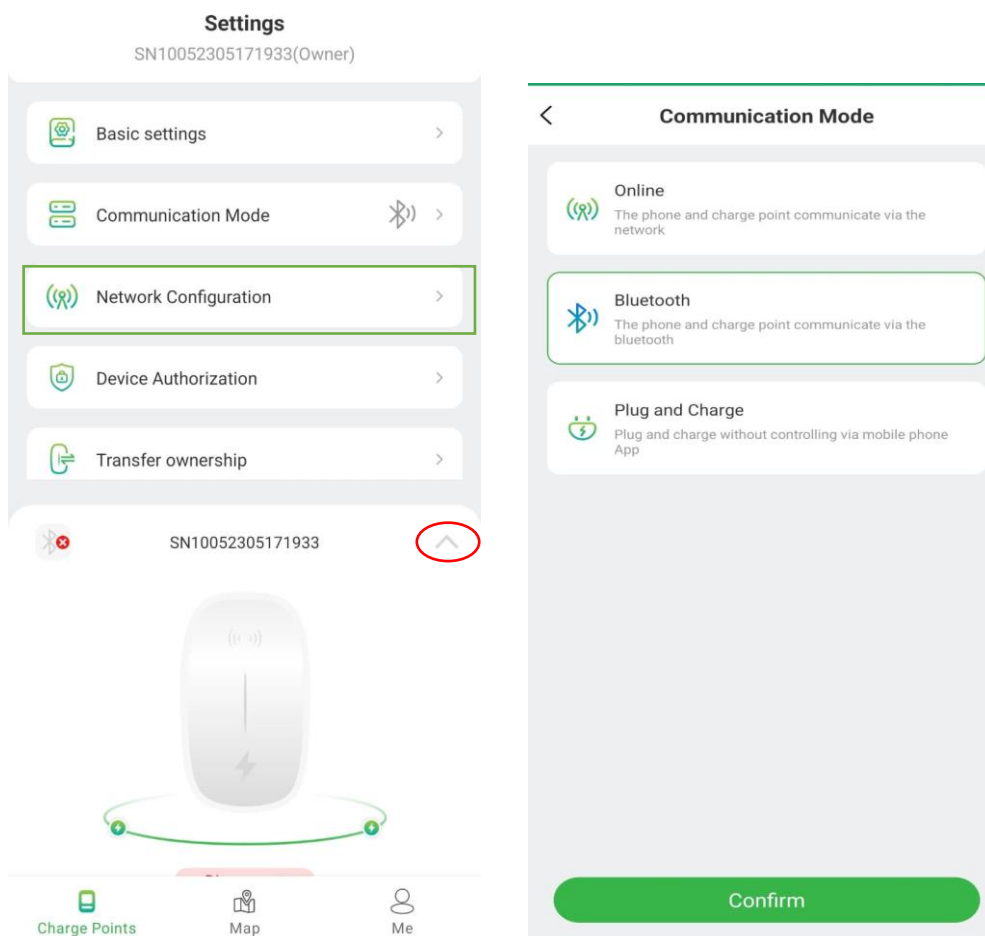 Settings
SN10052305171933(Owner)
Basic settings
Communication Mode
Network Configuration
Device Authorization
Transfer ownership
SN10052305171933
Charge Points
Map
Me
Communication Mode
Online
The phone and charge point communicate via the
network
Bluetooth
The phone and charge point communicate via the
bluetooth
Plug and Charge
Plug and charge without controlling via mobile phone
App
Confirm